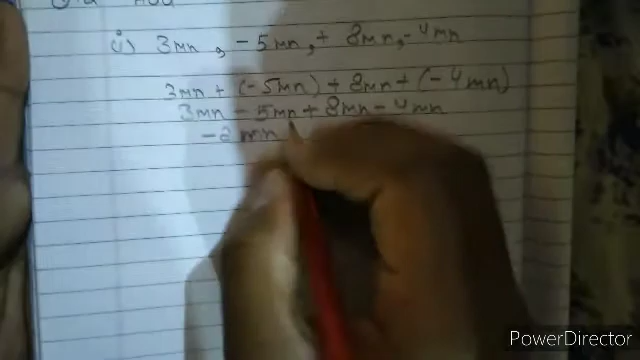 i) 3mn, -5mn, + 8mn, -4mn
3mn + (-5mn) + 8mn + (-4mn)
3mn - 5mn + 8mn - 4mn
-2mn
PowerDirector